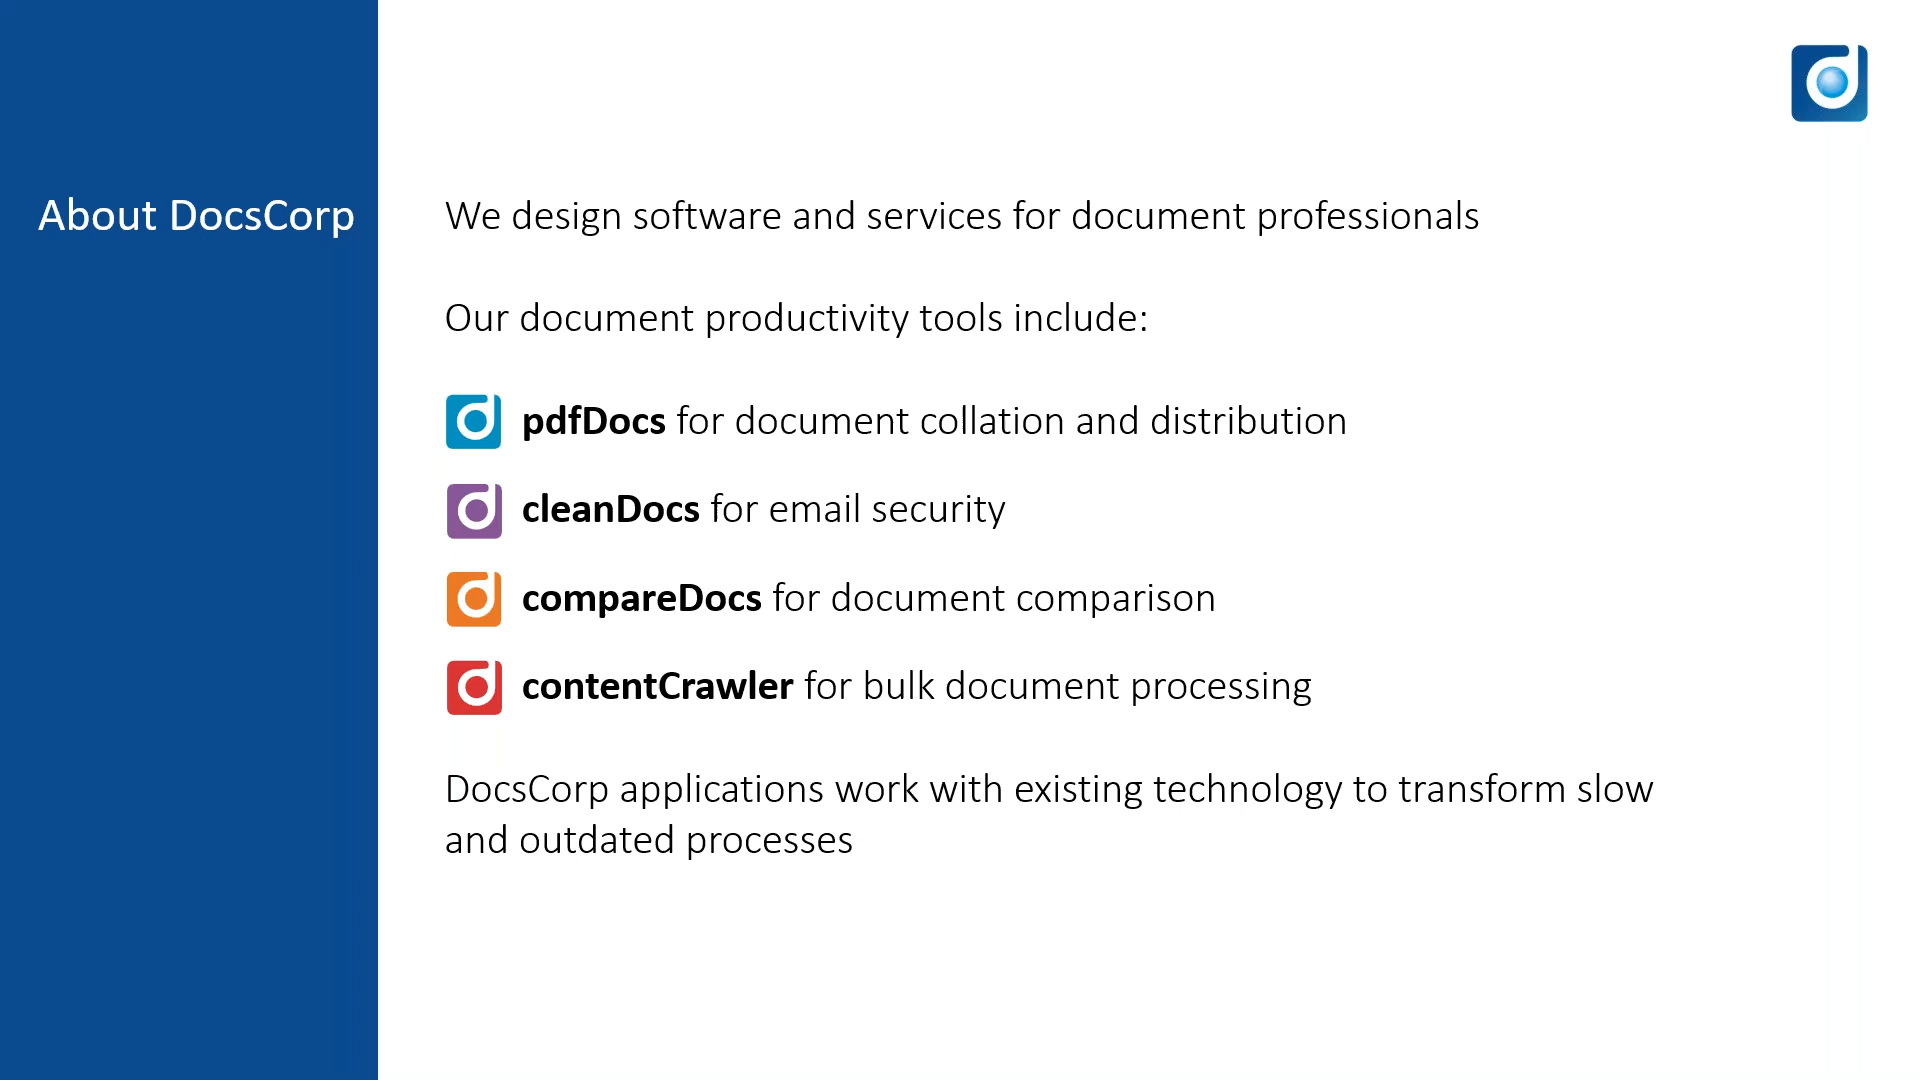 About DocsCorp
We design software and services for document professionals
Our document productivity tools include:
pdfDocs for document collation and distribution
cleanDocs for email security
compareDocs for document comparison
contentCrawler for bulk document processing
DocsCorp applications work with existing technology to transform slow
and outdated processes